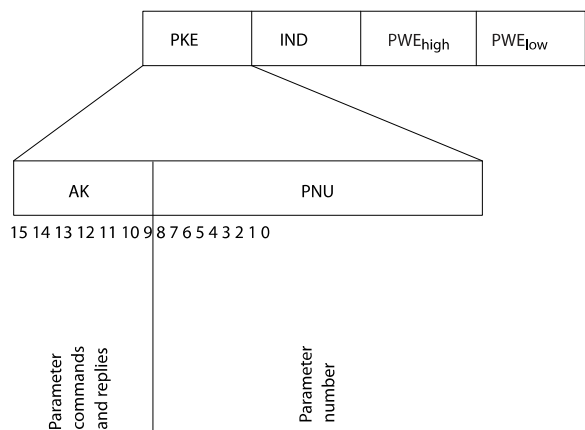 PKE IND PWEhigh PWElow
AK PNU
15 14 13 12 11 10 9 8 7 6 5 4 3 2 1 0
Parameter
commands
and replies
Parameter
number